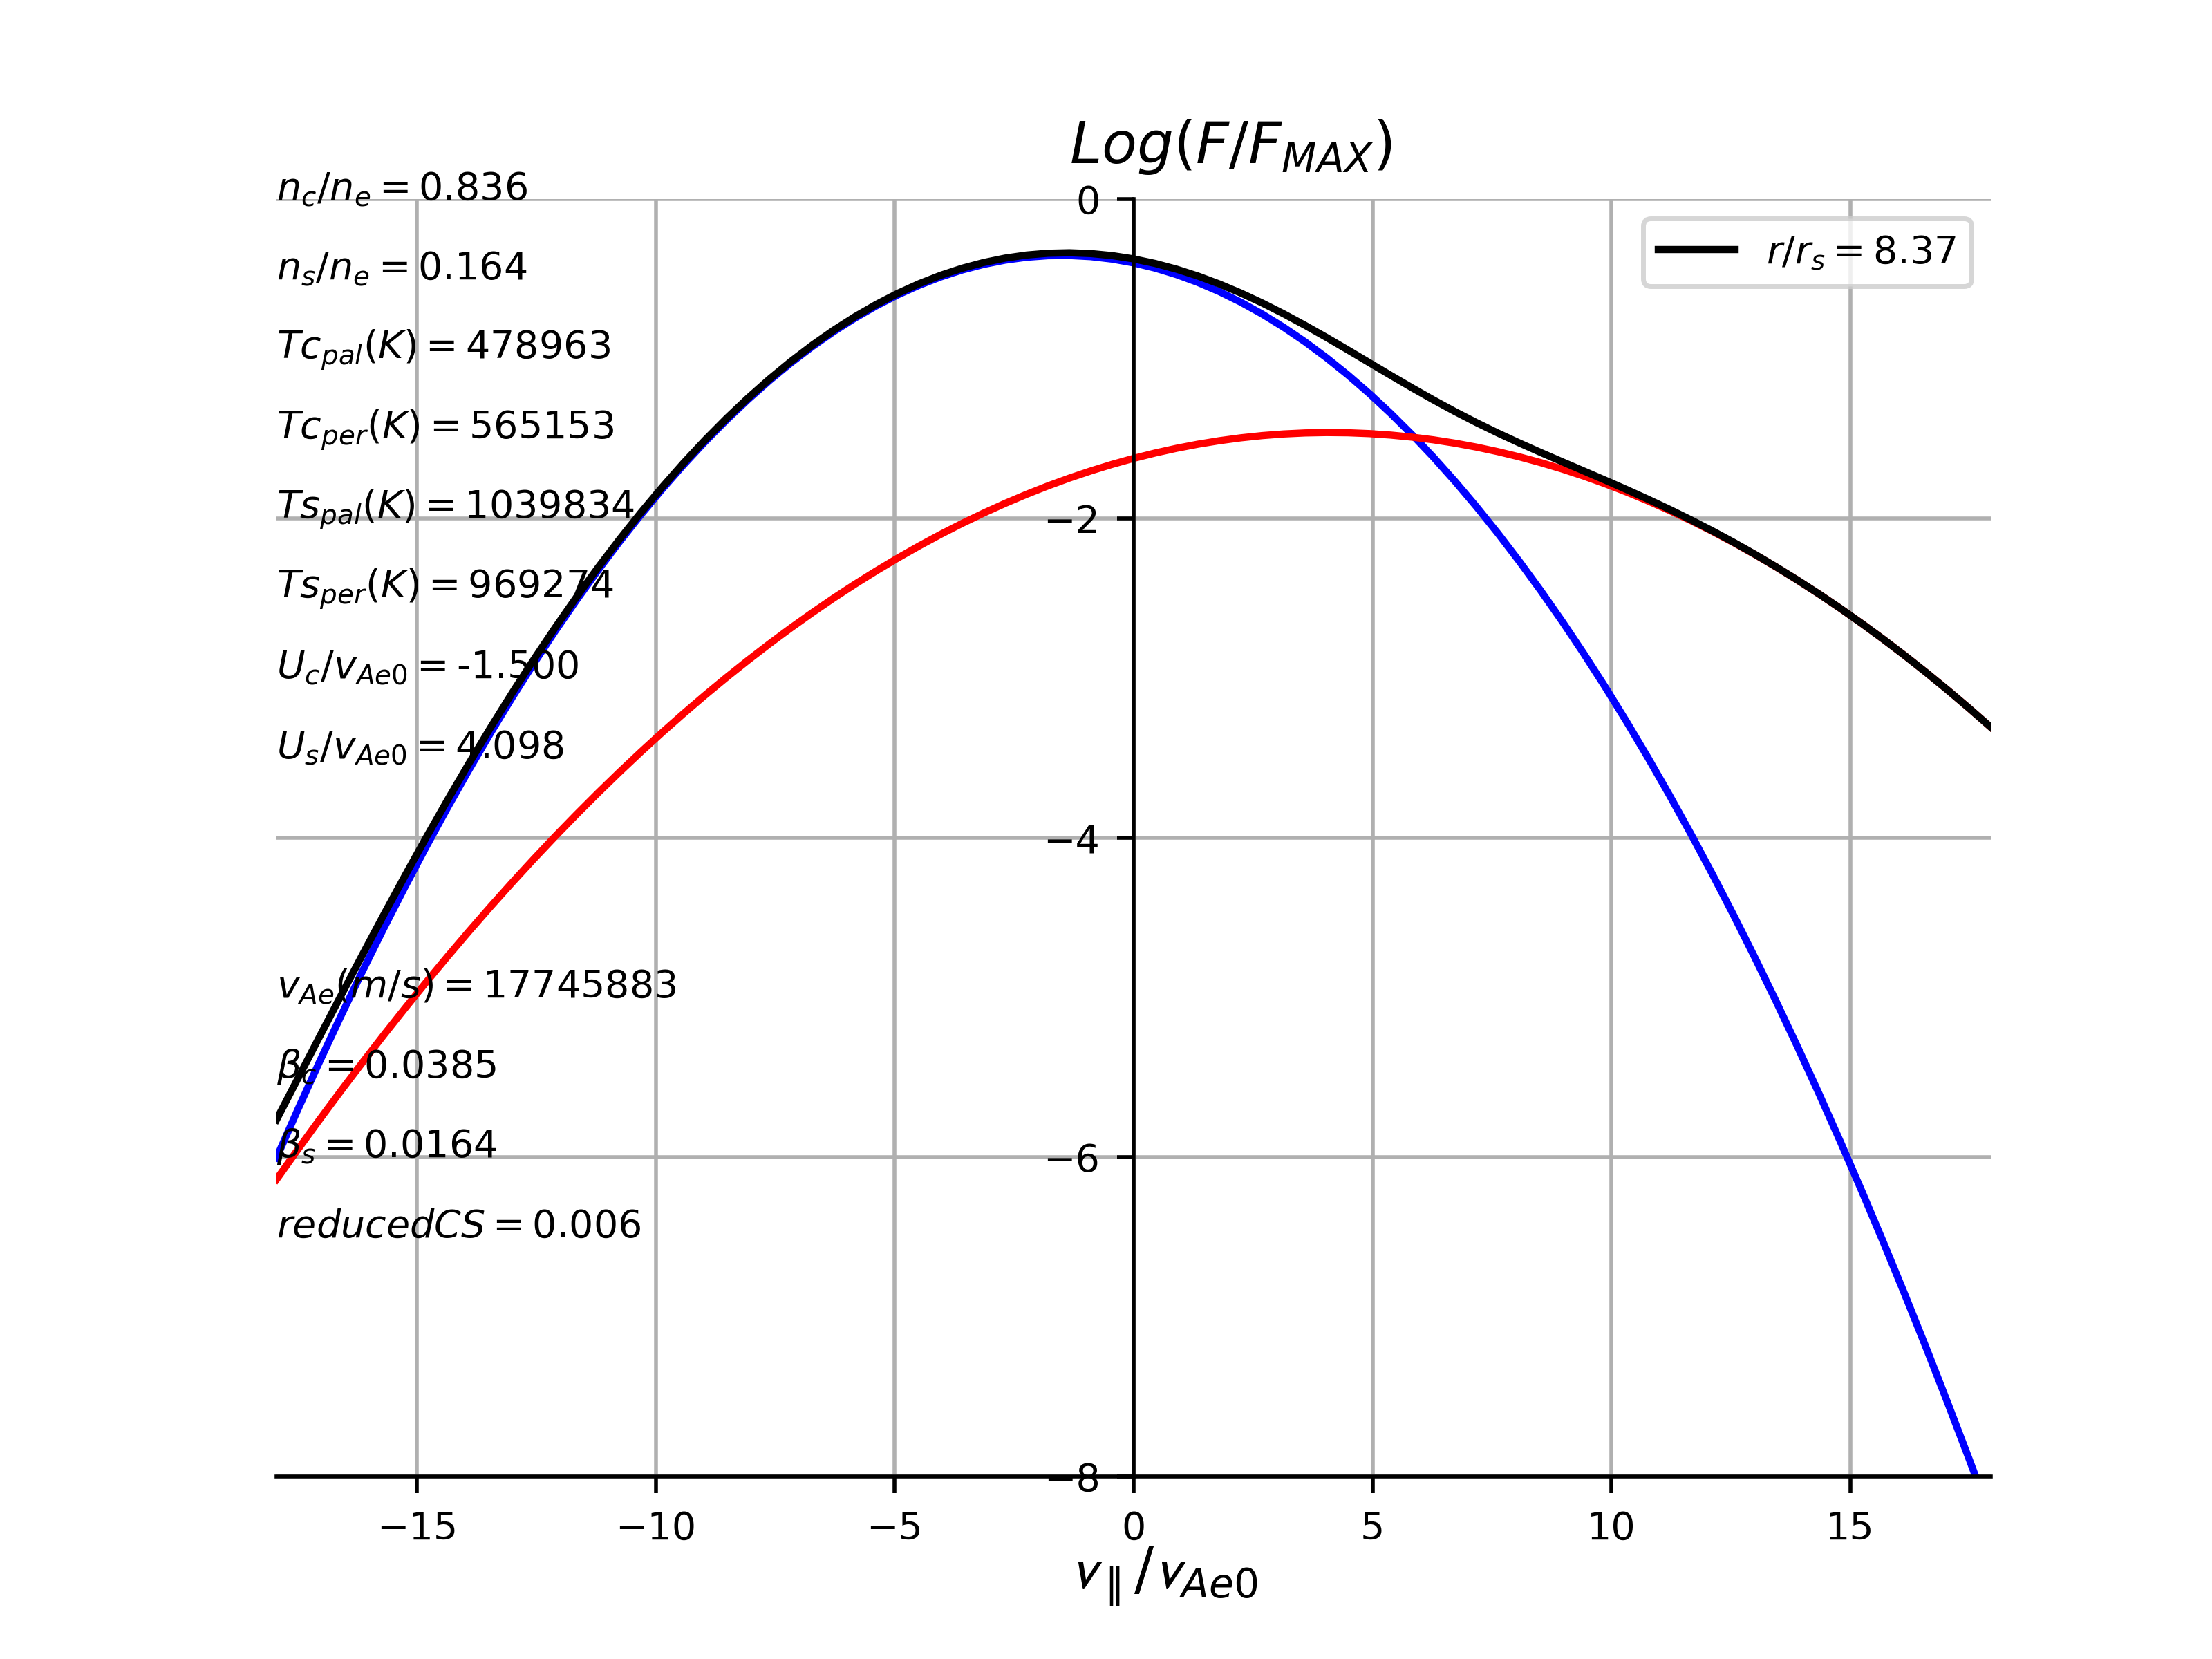 Log(F/F_MAX)
n_c/n_e = 0.836
0
r/r_s = 8.37
n_s/n_e = 0.164
Tc_pal(K) = 478963
Tc_per(K) = 565153
Ts_pal(K) = 1039834
−2
Ts_per(K) = 969274
U_c/v_Ae0 = -1.500
U_s/v_Ae0 = 4.098
−4
v_Ae(m/s) = 17745883
β_c = 0.0385
β_s = 0.0164
−6
reducedCS = 0.006
−8
−15 −10 −5 0 5 10 15
v_∥/v_Ae0